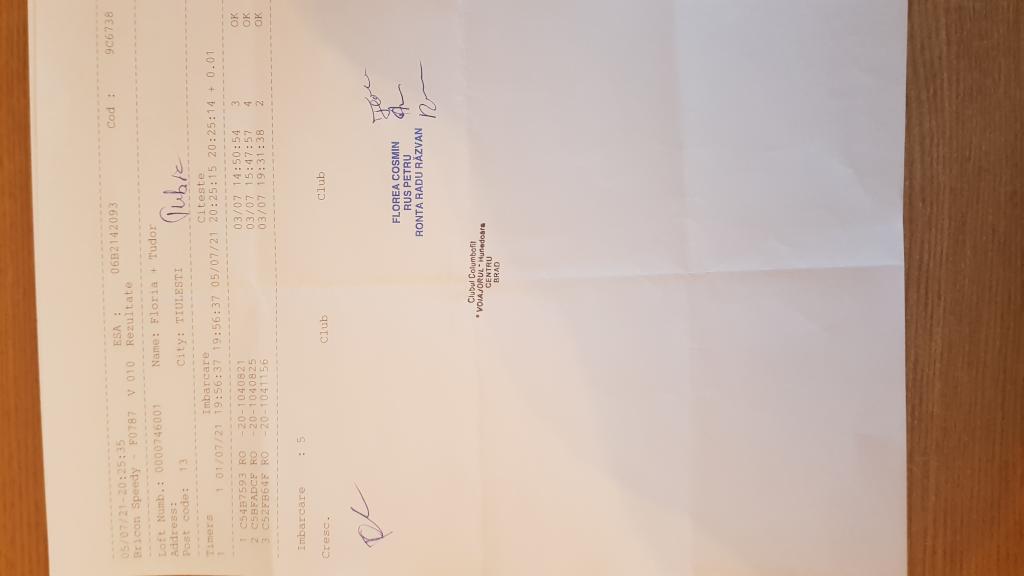 05/07/21-20:25:35 ESA : 06B2142093 Cod : 9C6738
Bricon Speedy - F0787 V 010 Rezultate
Loft Numb.: 0000746001 Name: Floria + Tudor
Address:
Post code: 13 City: TIULESTI
Timers Imbarcare Citeste
1 1 01/07/21 19:56:37 19:56:37 05/07/21 20:25:15 20:25:14 + 0.01
1 C54B7593 RO -20-1040821 03/07 14:50:54 3 OK
2 C5BFADCF RO -20-1040825 03/07 15:47:57 4 OK
3 C52FB64F RO -20-1041156 03/07 19:31:38 2 OK
Imbarcare : 5
Cresc. Club Club
FLOREA COSMIN
RUS PETRU
RONTA RADU RĂZVAN
Clubul Columbofil
"VOIAJORUL" Hunedoara
CENTRU
BRAD